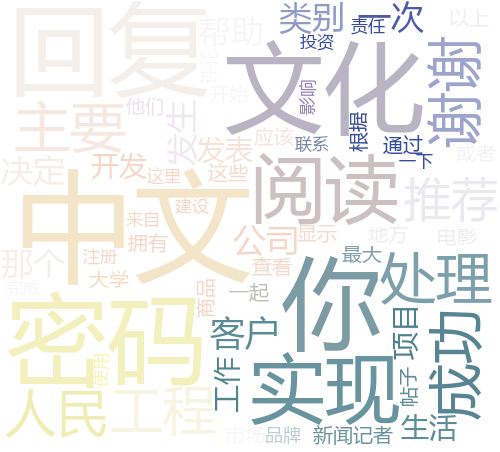 回复
类别
一次
以上
责任
帮助
投资
文化
谢谢
评论
主要
他们
开始
影响
发生
根据
联系
应该
通过
一下
发表
或者
决定
开发
这里
这些
阅读
推荐
中文
来自
建设
拥有
公司
显示
地方
电影
那个
注册
大学
查看
最大
处理
完成
商品
一起
你
密码
客户
项目
成功
使用
工作
实现
帖子
人民
工程
市场
品牌
新闻记者
生活